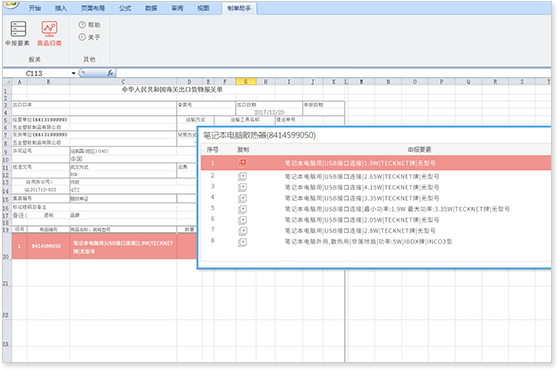 开始 插入 页面布局 公式 数据 审阅 视图 制单助手
申报要素 商品归类 帮助
关于
报关 其他
C113 fx
A B C D E F G H I J K L M N O P Q R S T
中华人民共和国海关出口货物报关单
出口口岸 备案号 出口日期 申报日期
2017/12/20
经营单位(4413199999) 运输方式 运输工具名称 提运单号
五金塑胶制品有限公司
发货单位(4413199999)
五金塑胶制品有限公司
许可证号
中国
批准文号 成交方式 运费
合同协议号 件数
GL201712-003 472
集装箱号 随附单证
标记唛码及备注
备注: 退税 品牌
项号 商品编号 商品名称、规格型号 数量
1 8414599050 笔记本电脑用|USB接口连接|1.9W|TECKNET牌|无型号
笔记本电脑散热器(8414599050)
序号 复制 申报要素
1 笔记本电脑用|USB接口连接|1.9W|TECKNET牌|无型号
2 笔记本电脑用|USB接口连接|2.65W|TECKNET牌|无型号
3 笔记本电脑用|USB接口连接|4.15W|TECKNET牌|无型号
4 笔记本电脑用|USB接口连接|3.35W|TECKNET牌|无型号
5 笔记本电脑用|USB接口连接|最小功率:1.9W 最大功率:3.35W|TECKNET牌|无型号
6 笔记本电脑用|USB接口连接|2.05W|TECKNET牌|无型号
7 笔记本电脑用|USB接口连接|2.8W|TECKNET牌|无型号
8 笔记本电脑外用,散热用|非落地扇|功率:5W|IBOX牌|INCO3型